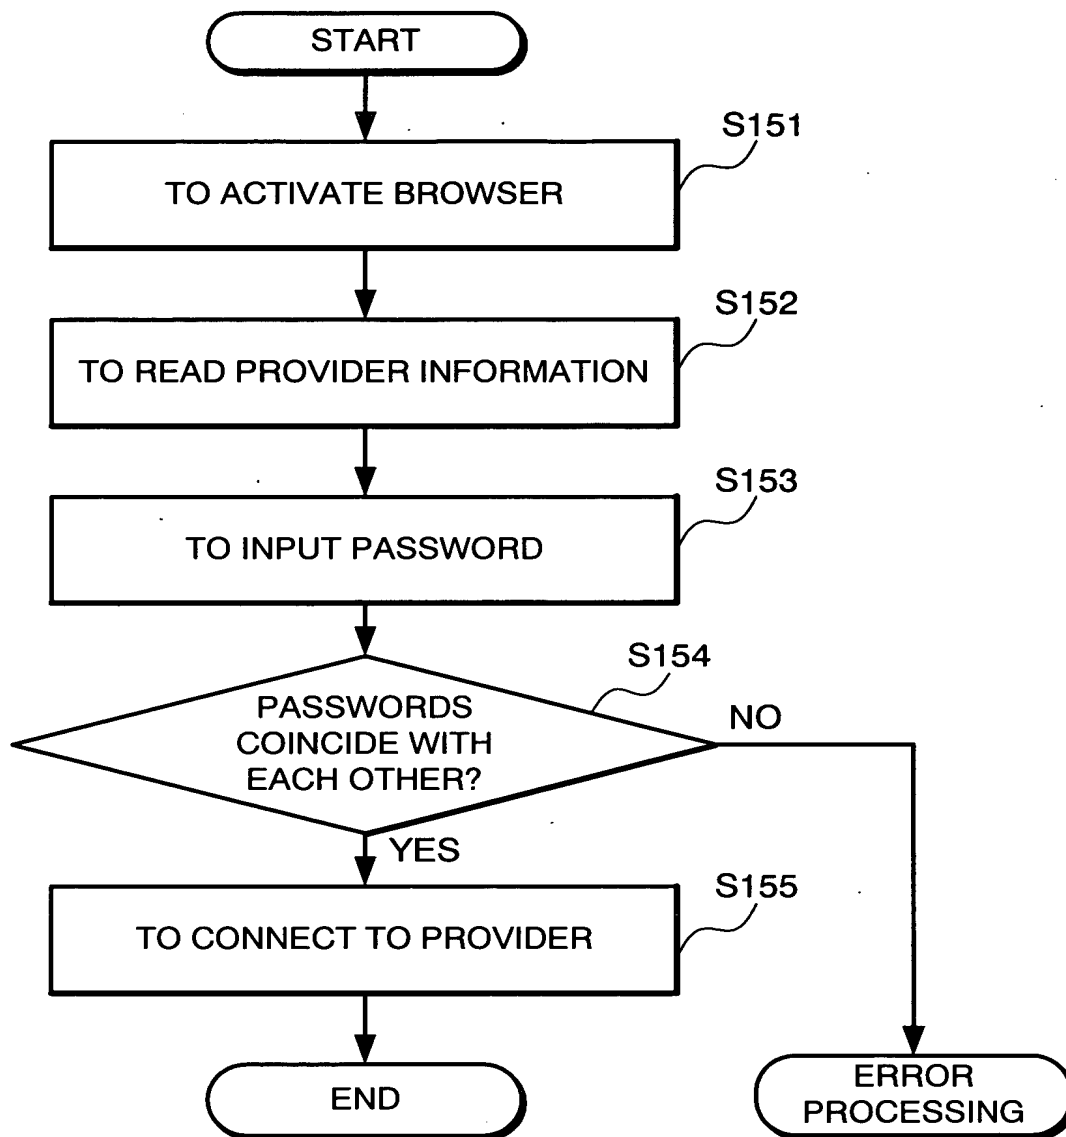 START
S151
TO ACTIVATE BROWSER
S152
TO READ PROVIDER INFORMATION
S153
TO INPUT PASSWORD
S154
PASSWORDS
COINCIDE WITH
EACH OTHER?
NO
YES
S155
TO CONNECT TO PROVIDER
END
ERROR
PROCESSING